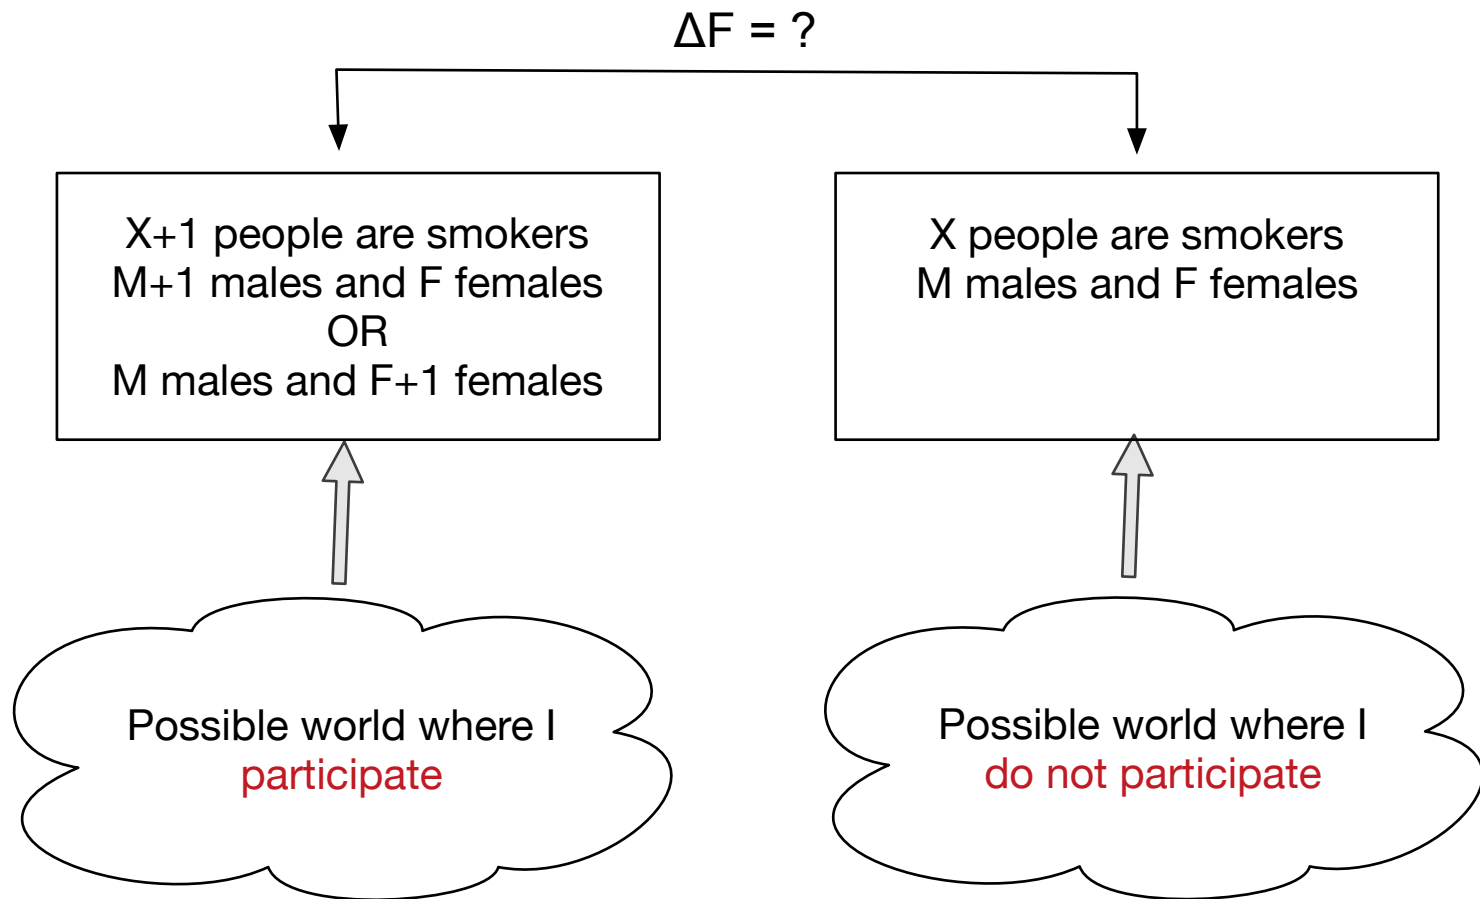 ΔF = ?
X+1 people are smokers
M+1 males and F females
OR
M males and F+1 females
X people are smokers
M males and F females
Possible world where I
participate
Possible world where I
do not participate